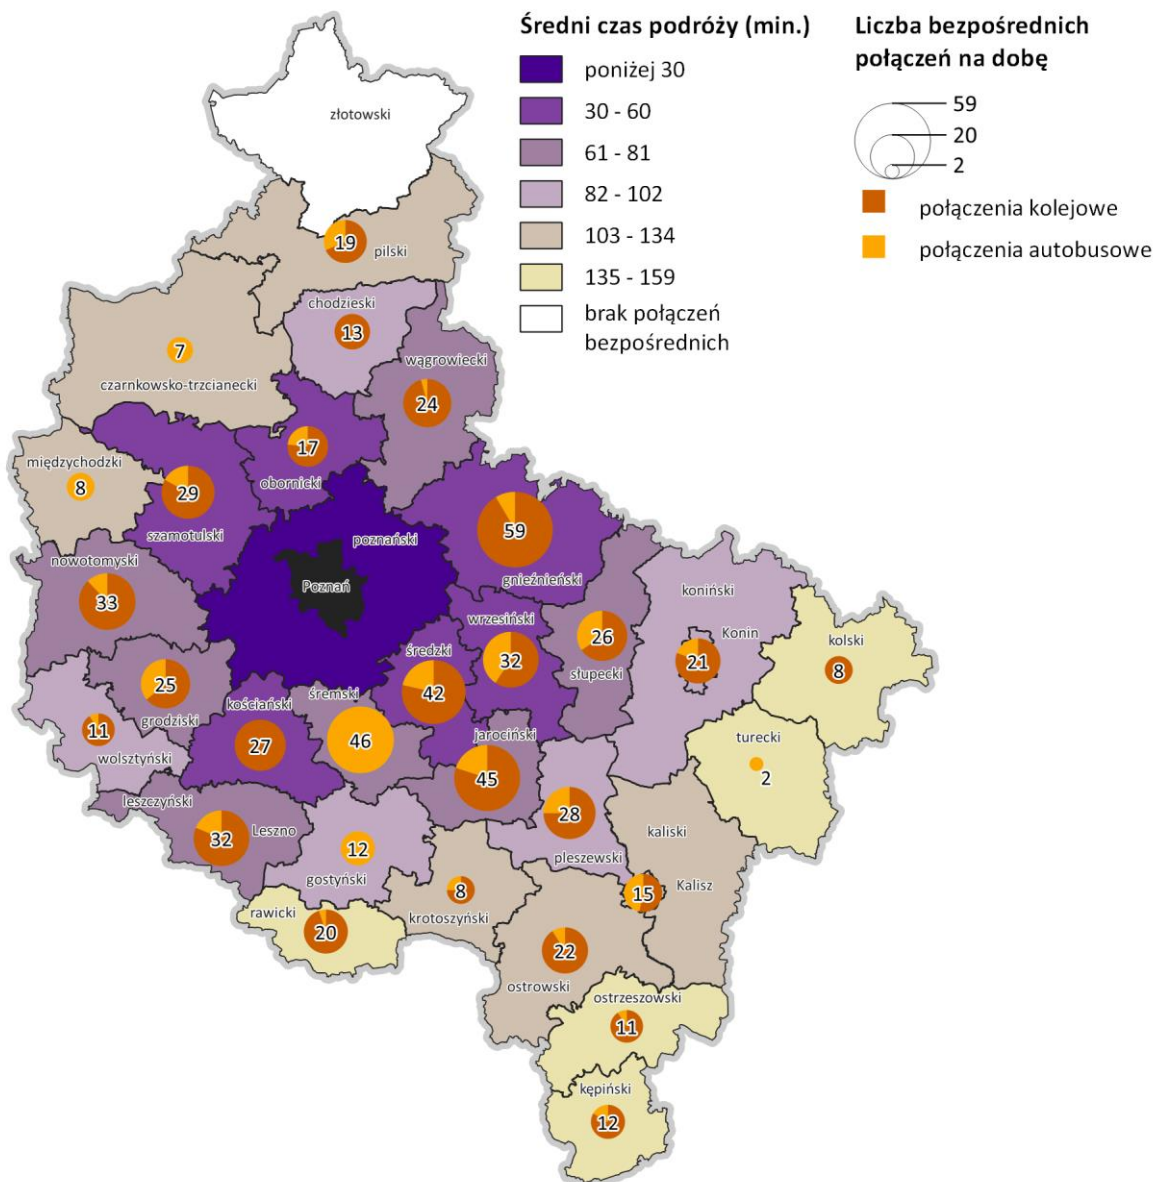 Średni czas podróży (min.)
poniżej 30
30 - 60
61 - 81
82 - 102
103 - 134
135 - 159
brak połączeń
bezpośrednich
Liczba bezpośrednich
połączeń na dobę
59
20
2
połączenia kolejowe
połączenia autobusowe
złotowski
19
pilski
chodzieski
13
7
czarnkowsko-trzcianecki
wągrowiecki
24
17
obornicki
międzychodzki
8
29
szamotulski
59
gnieźnieński
poznański
Poznań
nowotomyski
33
wrzesiński
32
26
słupecki
koniński
Konin
21
kolski
8
średzki
42
25
grodziski
kościański
27
śremski
46
11
wolsztyński
jarociński
45
turecki
2
leszczyński
32
Leszno
12
gostyński
28
pleszewski
kaliski
Kalisz
15
8
krotoszyński
rawicki
20
22
ostrowski
ostrzeszowski
11
kępiński
12